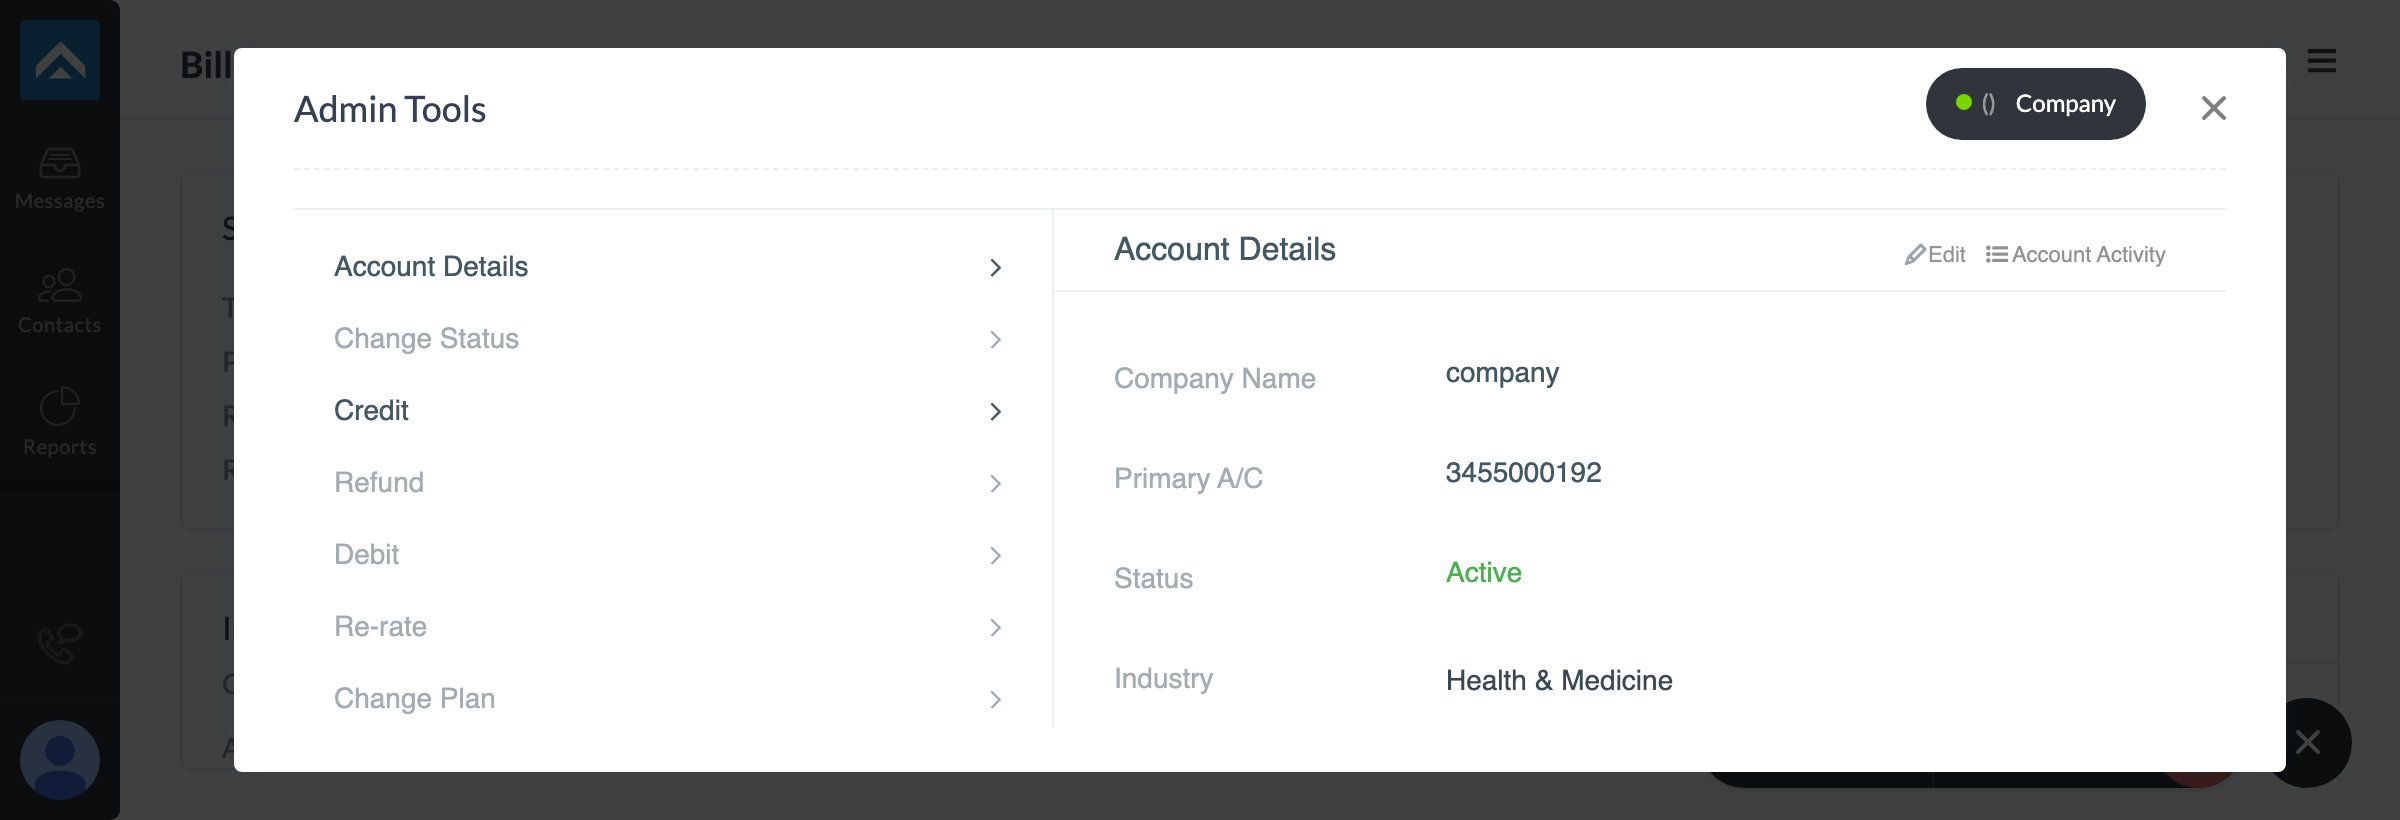 Bill
Admin Tools
() Company
Messages
Contacts
Reports
Account Details
Change Status
Credit
Refund
Debit
Re-rate
Change Plan
Account Details
Edit Account Activity
Company Name company
Primary A/C 3455000192
Status Active
Industry Health & Medicine